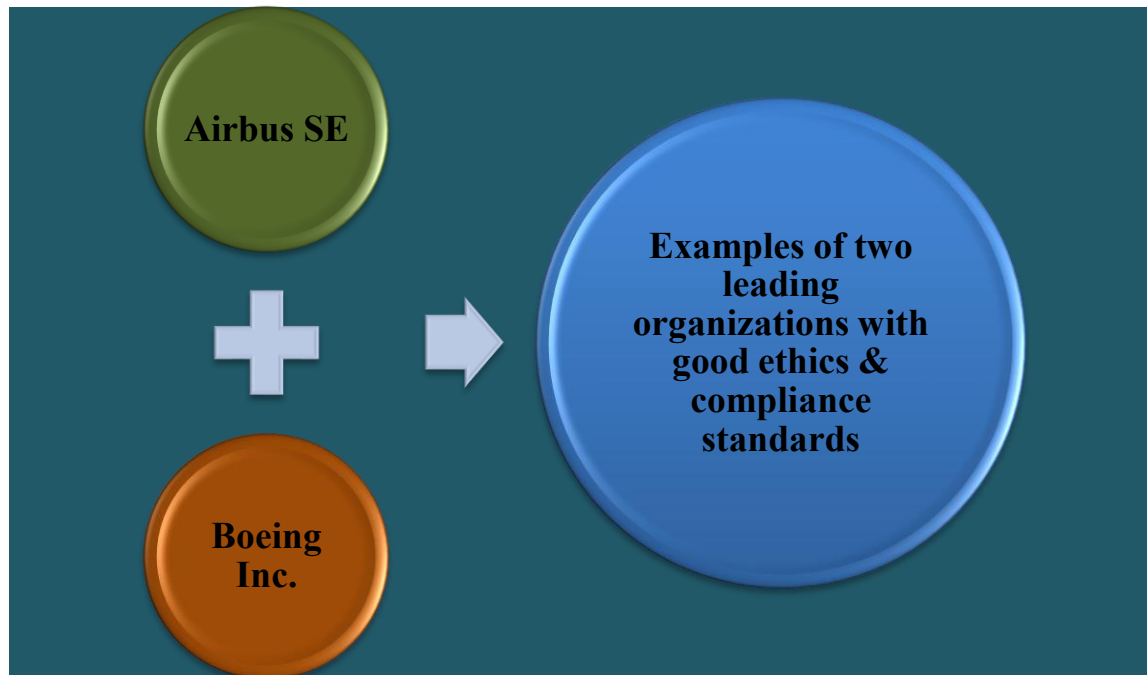 Airbus SE
Boeing
Inc.
Examples of two
leading
organizations with
good ethics &
compliance
standards